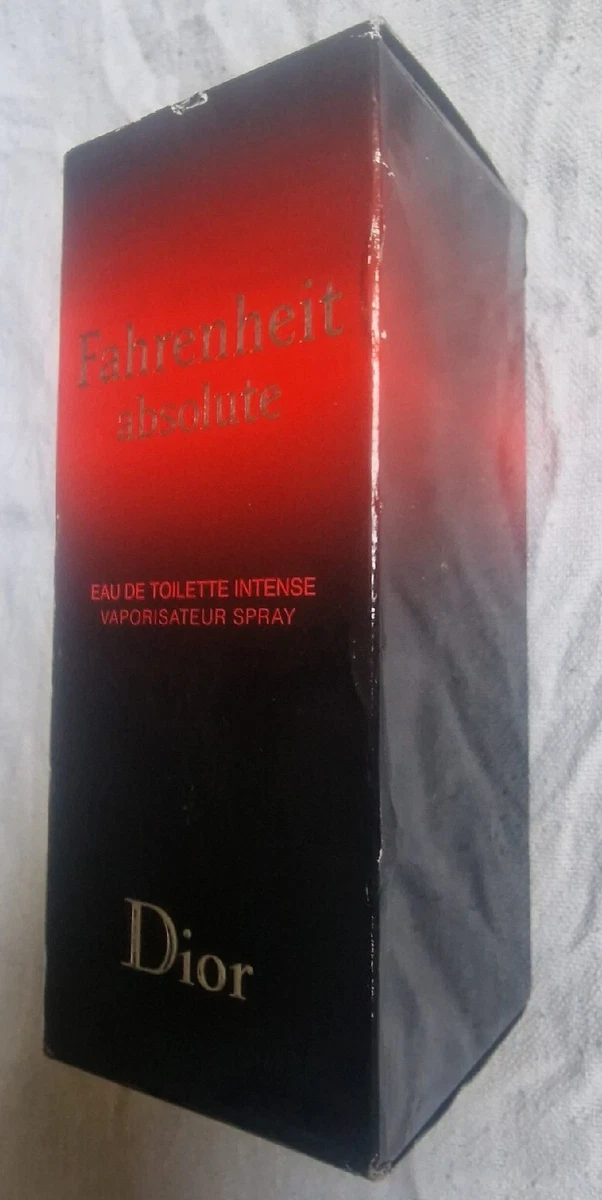 Fahrenheit
absolute
EAU DE TOILETTE INTENSE
VAPORISATEUR SPRAY
Dior